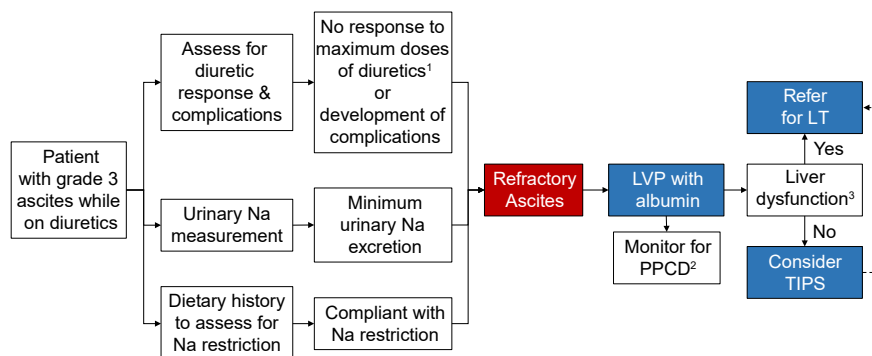 Patient
with grade 3
ascites while
on diuretics
Assess for
diuretic
response &
complications
No response to
maximum doses
of diuretics¹
or
development of
complications
Urinary Na
measurement
Minimum
urinary Na
excretion
Dietary history
to assess for
Na restriction
Compliant with
Na restriction
Refractory
Ascites
LVP with
albumin
Monitor for
PPCD²
Liver
dysfunction³
Yes
Refer
for LT
No
Consider
TIPS